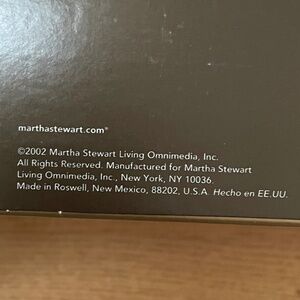 marthastewart.com®
©2002 Martha Stewart Living Omnimedia, Inc.
All Rights Reserved. Manufactured for Martha Stewart
Living Omnimedia, Inc., New York, NY 10036.
Made in Roswell, New Mexico, 88202, U.S.A. Hecho en EE.UU.